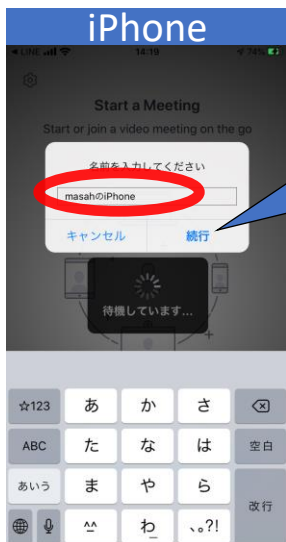 iPhone
LINE
14:19
74%
Start a Meeting
Start or join a video meeting on the go
名前を入力してください
masahのiPhone
キャンセル
続行
待機しています...
☆123
あ
か
さ
ABC
た
な
は
空白
あいう
ま
や
ら
改行
^^
わ_
、。?!